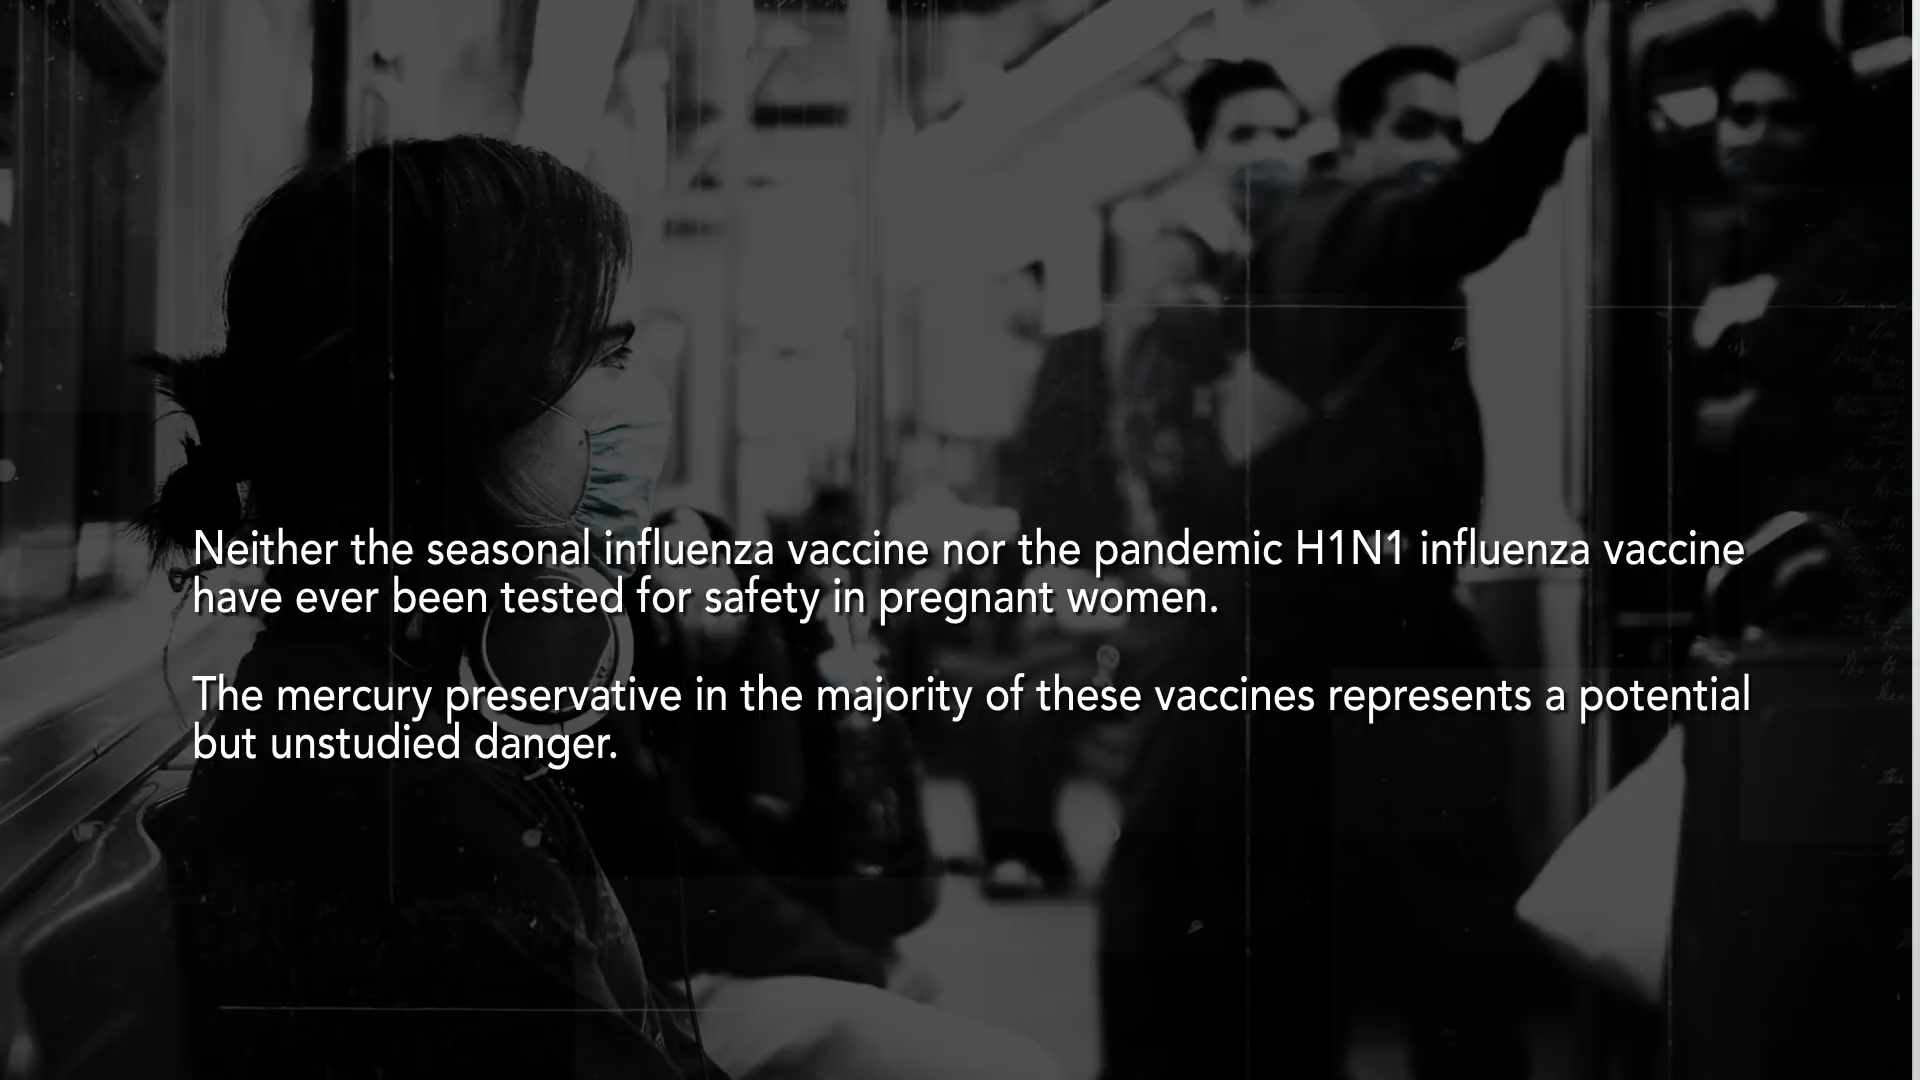 Neither the seasonal influenza vaccine nor the pandemic H1N1 influenza vaccine
have ever been tested for safety in pregnant women.
The mercury preservative in the majority of these vaccines represents a potential
but unstudied danger.